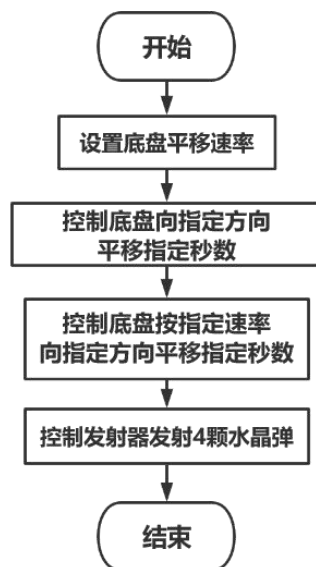 开始
设置底盘平移速率
控制底盘向指定方向
平移指定秒数
控制底盘按指定速率
向指定方向平移指定秒数
控制发射器发射4颗水晶弹
结束